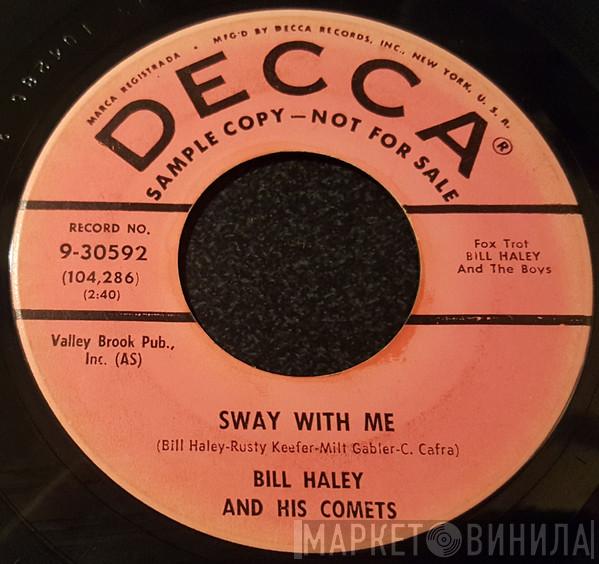 MARCA REGISTRADA • MFG'D BY DECCA RECORDS, INC., NEW YORK, U. S. A.
DECCA®
SAMPLE COPY — NOT FOR SALE
RECORD NO.
9-30592
(104,286)
(2:40)
Fox Trot
BILL HALEY
And The Boys
Valley Brook Pub.,
Inc. (AS)
SWAY WITH ME
(Bill Haley-Rusty Keefer-Milt Gabler-C. Cafra)
BILL HALEY
AND HIS COMETS
МАРКЕТ ВИНИЛА